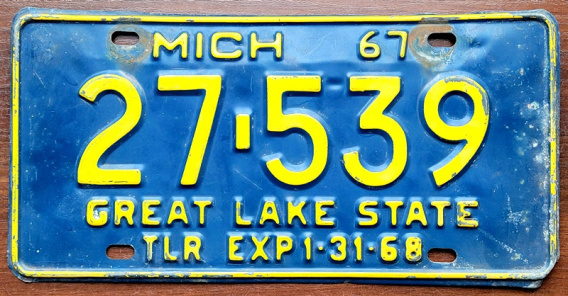 MICH 67
27-539
GREAT LAKE STATE
TLR EXP 1-31-68